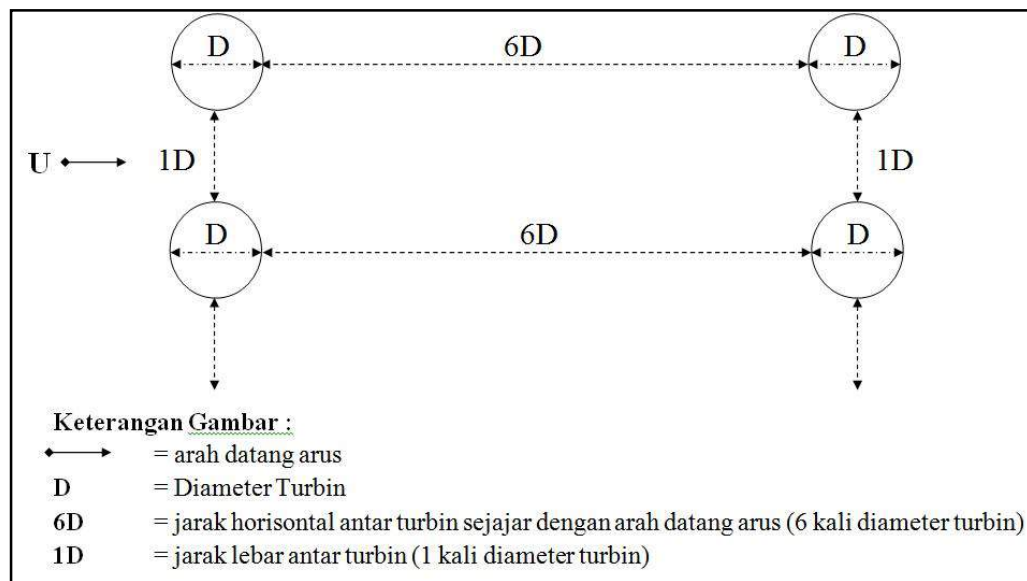 D 6D D
U 1D 1D
D 6D D
Keterangan Gambar :
= arah datang arus
D = Diameter Turbin
6D = jarak horisontal antar turbin sejajar dengan arah datang arus (6 kali diameter turbin)
1D = jarak lebar antar turbin (1 kali diameter turbin)